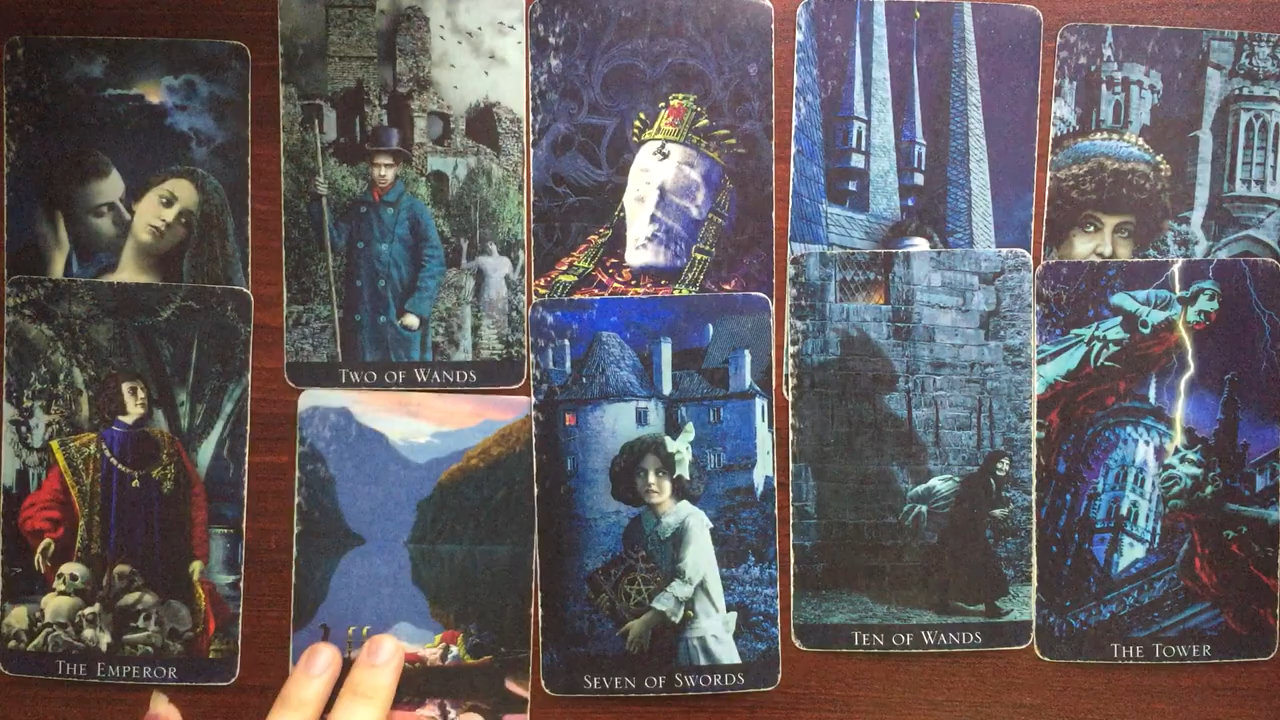 TWO OF WANDS
THE EMPEROR
SEVEN OF SWORDS
TEN OF WANDS
THE TOWER